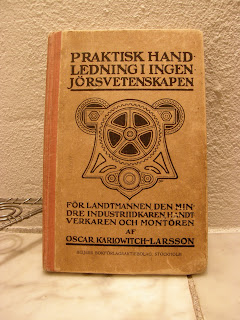 PRAKTISK HAND-
LEDNING I INGEN
JÖRSVETENSKAPEN
FÖR LANDTMANNEN DEN MIN-
DRE INDUSTRIIDKAREN HANDT
VERKAREN OCH MONTÖREN
AF
OSCAR KARLOWITCH-LARSSON
STOCKHOLM